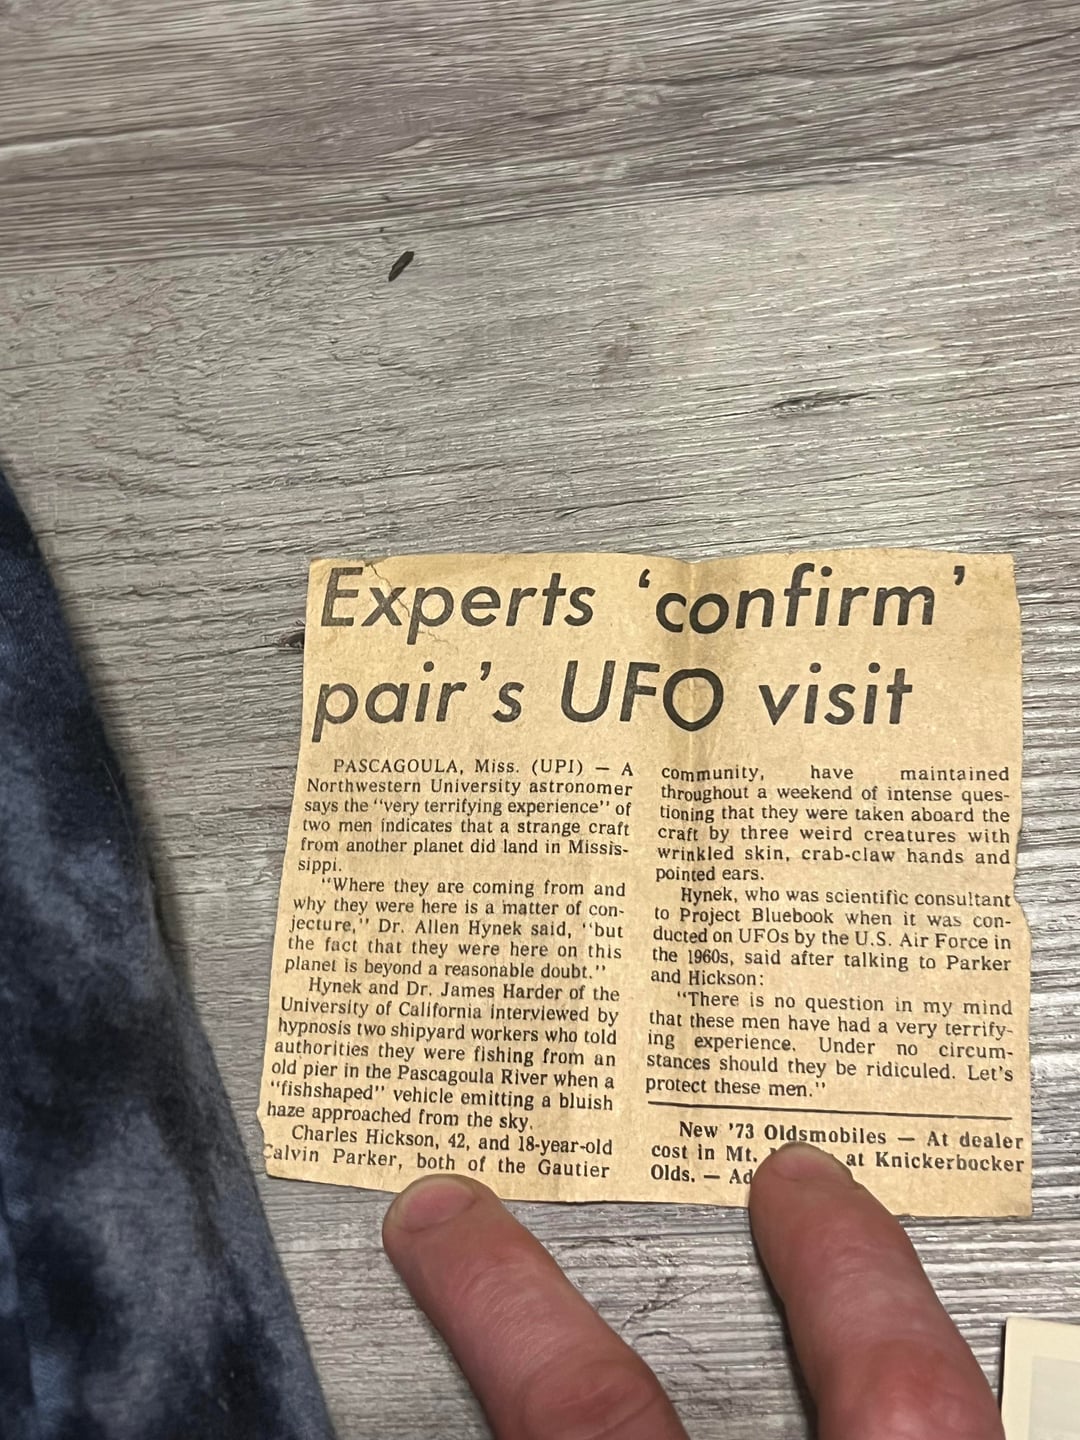 Experts ‘confirm’
pair’s UFO visit
PASCAGOULA, Miss. (UPI) — A
Northwestern University astronomer
says the “very terrifying experience” of
two men indicates that a strange craft
from another planet did land in Missis-
sippi.
“Where they are coming from and
why they were here is a matter of con-
jecture,” Dr. Allen Hynek said, “but
the fact that they were here on this
planet is beyond a reasonable doubt.”
Hynek and Dr. James Harder of the
University of California interviewed by
hypnosis two shipyard workers who told
authorities they were fishing from an
old pier in the Pascagoula River when a
“fishshaped” vehicle emitting a bluish
haze approached from the sky.
Charles Hickson, 42, and 18-year-old
Calvin Parker, both of the Gautier
community, have maintained
throughout a weekend of intense ques-
tioning that they were taken aboard the
craft by three weird creatures with
wrinkled skin, crab-claw hands and
pointed ears.
Hynek, who was scientific consultant
to Project Bluebook when it was con-
ducted on UFOs by the U.S. Air Force in
the 1960s, said after talking to Parker
and Hickson:
“There is no question in my mind
that these men have had a very terrify-
ing experience. Under no circum-
stances should they be ridiculed. Let’s
protect these men.”
New ’73 Oldsmobiles — At dealer
cost in Mt. at Knickerbocker
Olds. — Ad